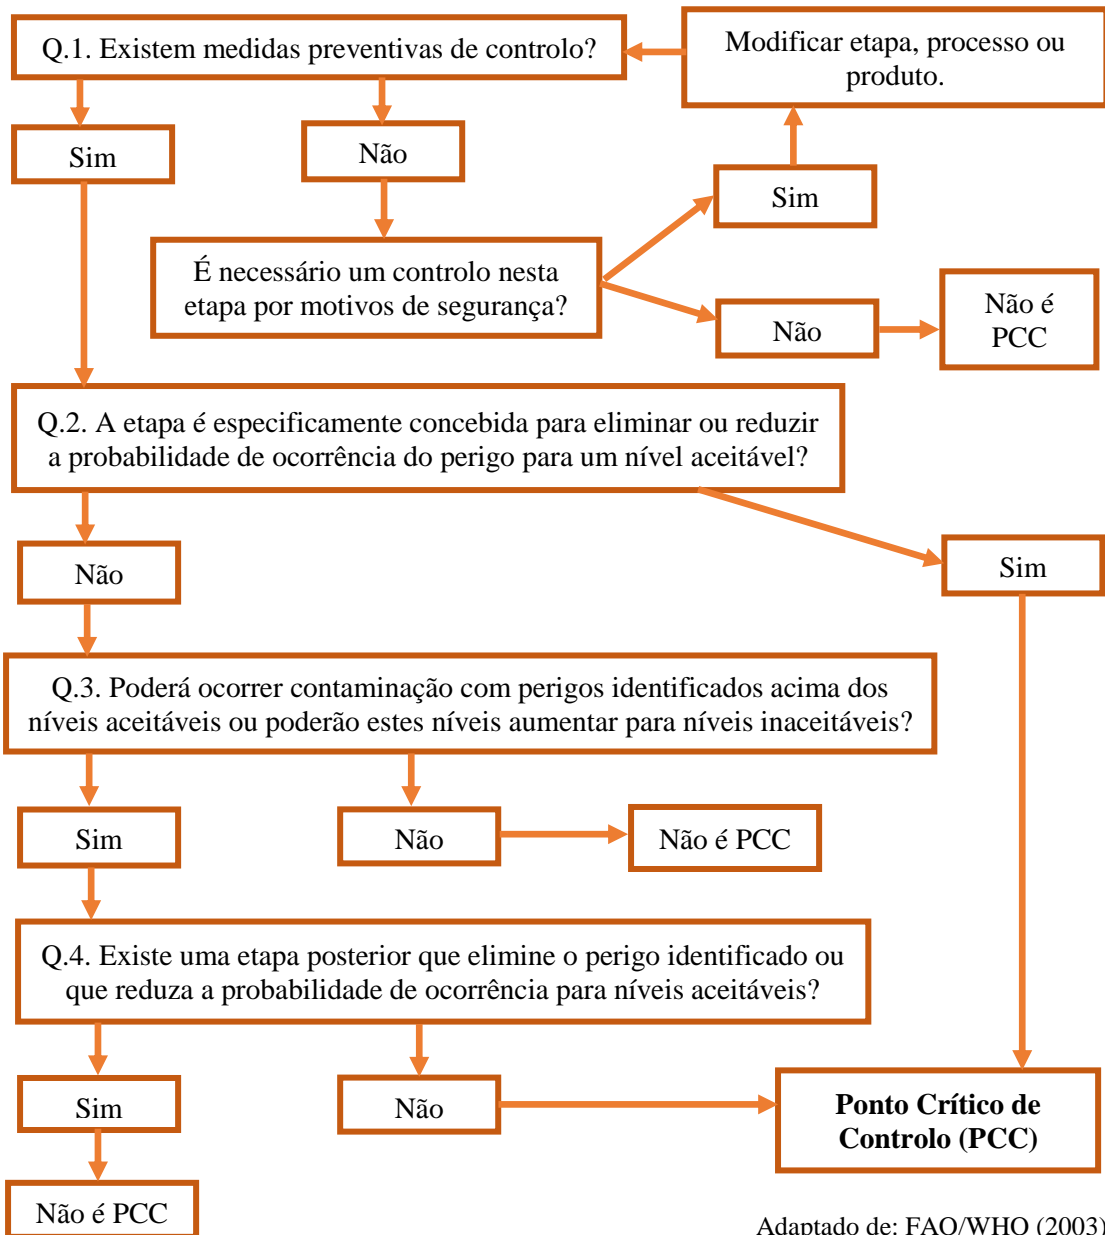 Q.1. Existem medidas preventivas de controlo?
Modificar etapa, processo ou
produto.
Sim
Não
Sim
É necessário um controlo nesta
etapa por motivos de segurança?
Não
Não é
PCC
Q.2. A etapa é especificamente concebida para eliminar ou reduzir
a probabilidade de ocorrência do perigo para um nível aceitável?
Não
Sim
Q.3. Poderá ocorrer contaminação com perigos identificados acima dos
níveis aceitáveis ou poderão estes níveis aumentar para níveis inaceitáveis?
Sim
Não
Não é PCC
Q.4. Existe uma etapa posterior que elimine o perigo identificado ou
que reduza a probabilidade de ocorrência para níveis aceitáveis?
Sim
Não
Ponto Crítico de
Controlo (PCC)
Não é PCC
Adaptado de: FAO/WHO (2003)